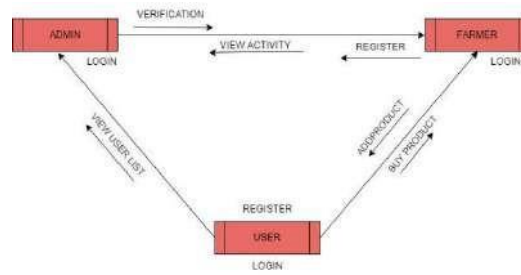 VERIFICATION
ADMIN
FARMER
VIEW ACTIVITY
REGISTER
LOGIN
LOGIN
VIEW USER LIST
ADDPRODUCT
BUY PRODUCT
REGISTER
USER
LOGIN